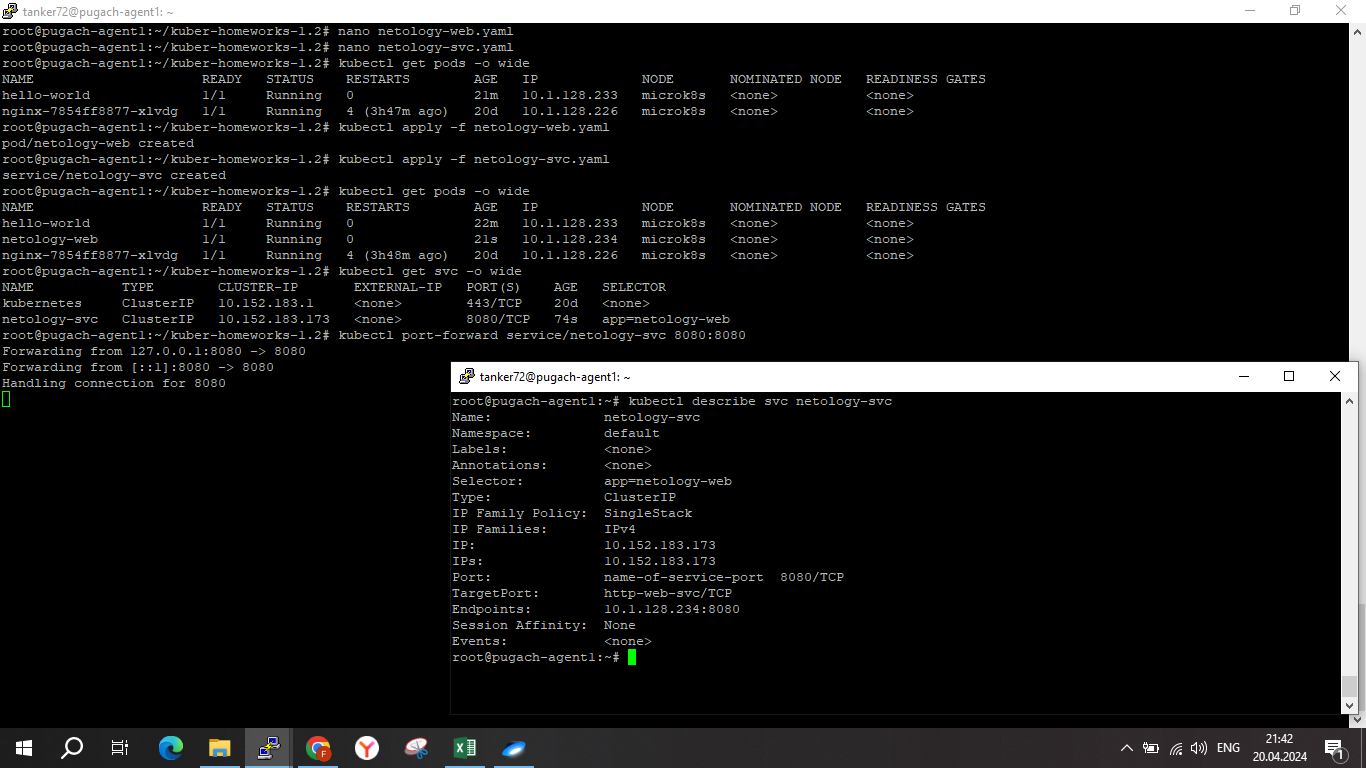 tanker72@pugach-agent1: ~
root@pugach-agent1:~/kuber-homeworks-1.2# nano netology-web.yaml
root@pugach-agent1:~/kuber-homeworks-1.2# nano netology-svc.yaml
root@pugach-agent1:~/kuber-homeworks-1.2# kubectl get pods -o wide
NAME READY STATUS RESTARTS AGE IP NODE NOMINATED NODE READINESS GATES
hello-world 1/1 Running 0 21m 10.1.128.233 microk8s <none> <none>
nginx-7854ff8877-xlvdg 1/1 Running 4 (3h47m ago) 20d 10.1.128.226 microk8s <none> <none>
root@pugach-agent1:~/kuber-homeworks-1.2# kubectl apply -f netology-web.yaml
pod/netology-web created
root@pugach-agent1:~/kuber-homeworks-1.2# kubectl apply -f netology-svc.yaml
service/netology-svc created
root@pugach-agent1:~/kuber-homeworks-1.2# kubectl get pods -o wide
NAME READY STATUS RESTARTS AGE IP NODE NOMINATED NODE READINESS GATES
hello-world 1/1 Running 0 22m 10.1.128.233 microk8s <none> <none>
netology-web 1/1 Running 0 21s 10.1.128.234 microk8s <none> <none>
nginx-7854ff8877-xlvdg 1/1 Running 4 (3h48m ago) 20d 10.1.128.226 microk8s <none> <none>
root@pugach-agent1:~/kuber-homeworks-1.2# kubectl get svc -o wide
NAME TYPE CLUSTER-IP EXTERNAL-IP PORT(S) AGE SELECTOR
kubernetes ClusterIP 10.152.183.1 <none> 443/TCP 20d <none>
netology-svc ClusterIP 10.152.183.173 <none> 8080/TCP 74s app=netology-web
root@pugach-agent1:~/kuber-homeworks-1.2# kubectl port-forward service/netology-svc 8080:8080
Forwarding from 127.0.0.1:8080 -> 8080
Forwarding from [::1]:8080 -> 8080
Handling connection for 8080
tanker72@pugach-agent1: ~
root@pugach-agent1:~# kubectl describe svc netology-svc
Name: netology-svc
Namespace: default
Labels: <none>
Annotations: <none>
Selector: app=netology-web
Type: ClusterIP
IP Family Policy: SingleStack
IP Families: IPv4
IP: 10.152.183.173
IPs: 10.152.183.173
Port: name-of-service-port 8080/TCP
TargetPort: http-web-svc/TCP
Endpoints: 10.1.128.234:8080
Session Affinity: None
Events: <none>
root@pugach-agent1:~#
ENG
21:42
20.04.2024
1